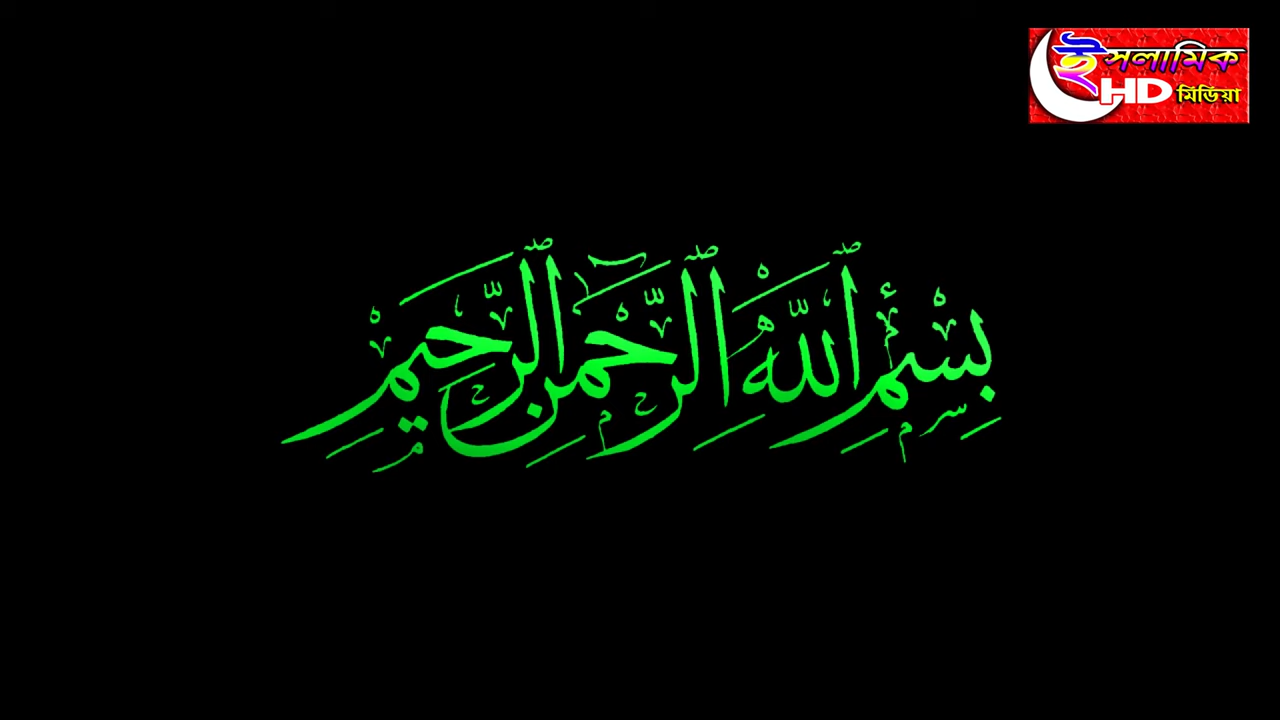 ইসলামিক
HD মিডিয়া
بِسْمِ ٱللَّهِ ٱلرَّحْمَٰنِ ٱلرَّحِيمِ